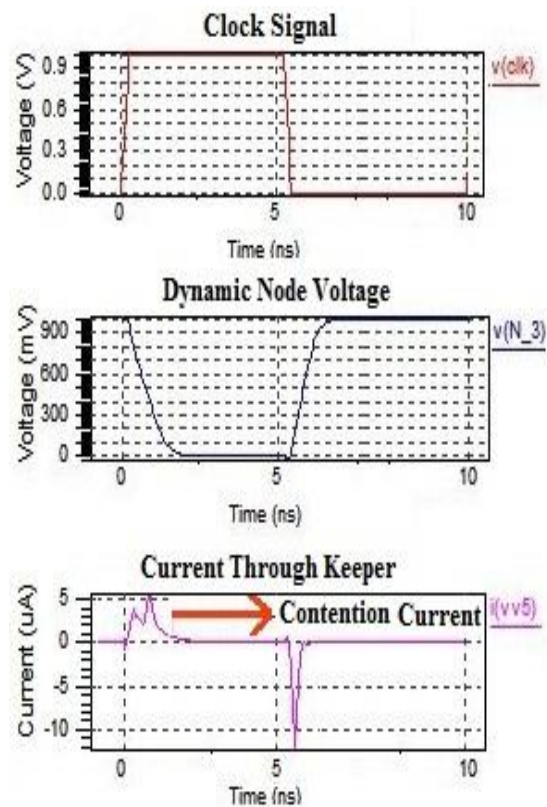 Clock Signal
Voltage (V)
0.9
0.6
0.3
0.0
v(clk)
0 5 10
Time (ns)
Dynamic Node Voltage
Voltage (mV)
900
600
300
0
v(N_3)
0 5 10
Time (ns)
Current Through Keeper
Current (uA)
5
0
-5
-10
Contention Current
i(vv5)
0 5 10
Time (ns)